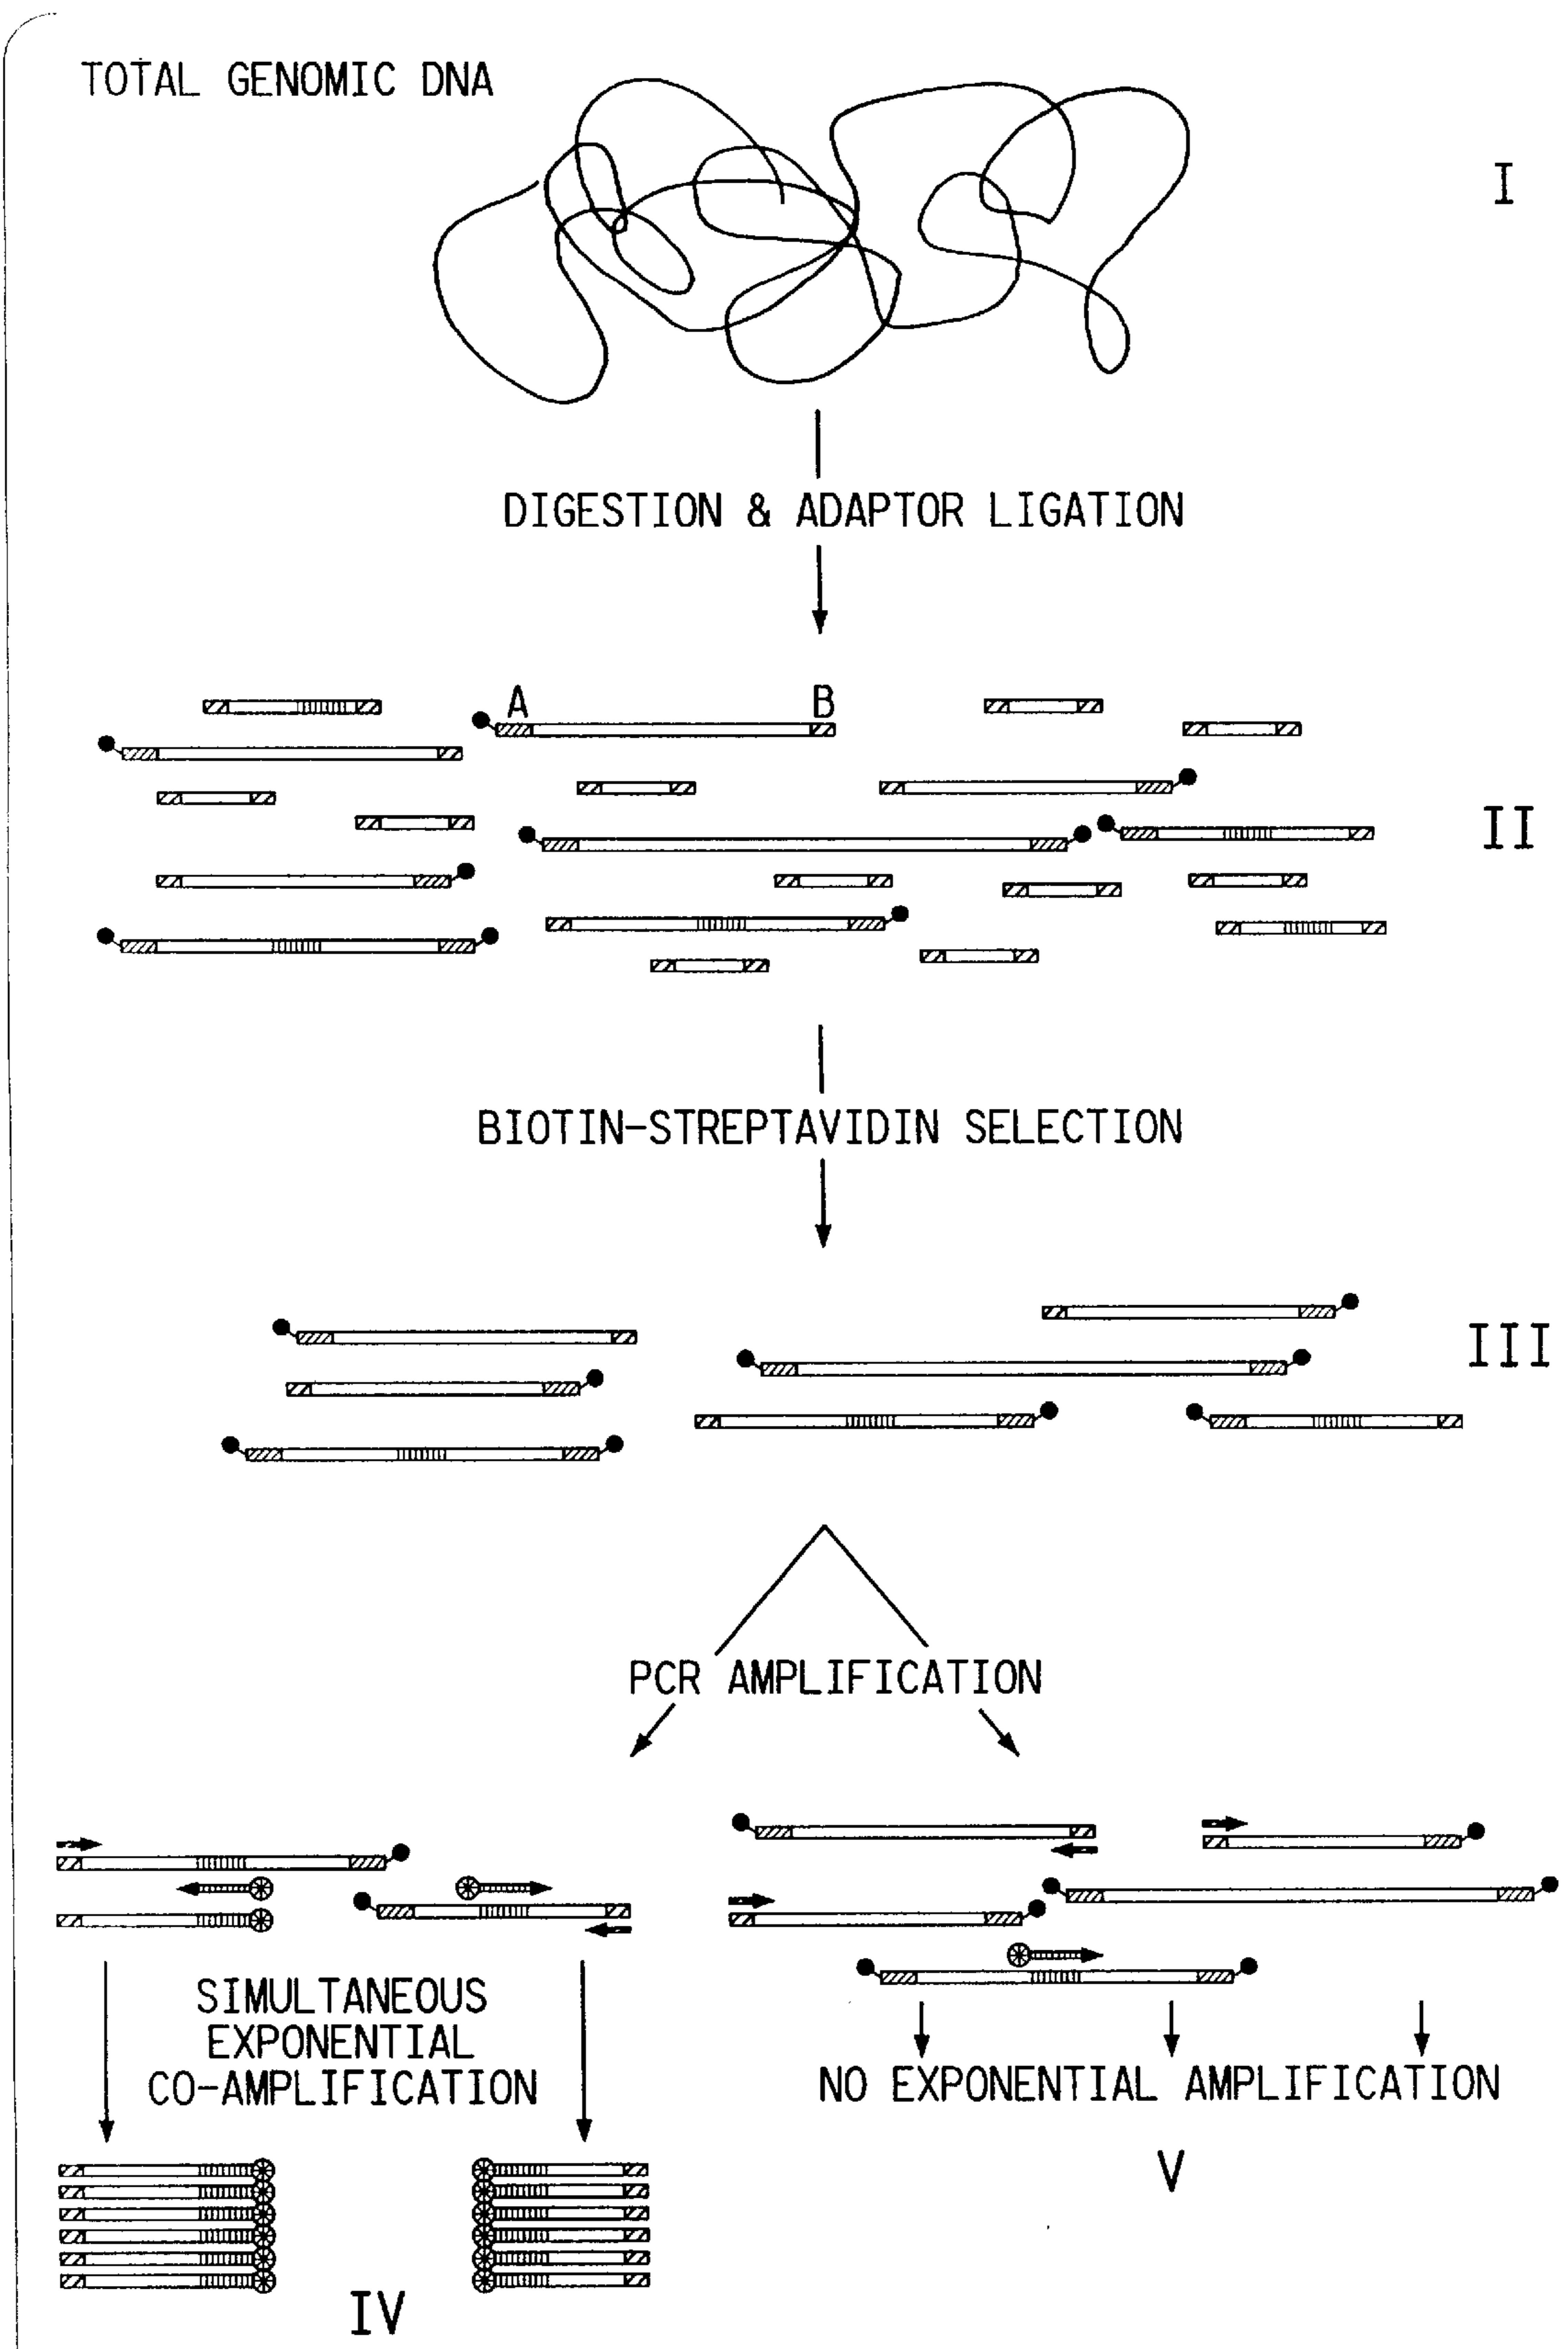 TOTAL GENOMIC DNA
I
DIGESTION & ADAPTOR LIGATION
A
B
II
BIOTIN-STREPTAVIDIN SELECTION
III
PCR AMPLIFICATION
SIMULTANEOUS
EXPONENTIAL
CO-AMPLIFICATION
NO EXPONENTIAL AMPLIFICATION
V
IV